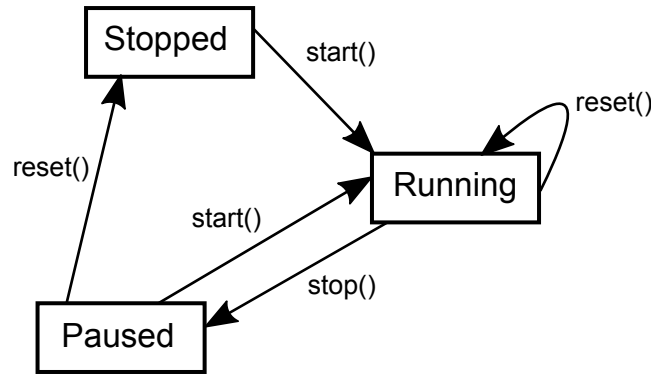 Stopped
start()
reset()
reset()
Running
start()
stop()
Paused